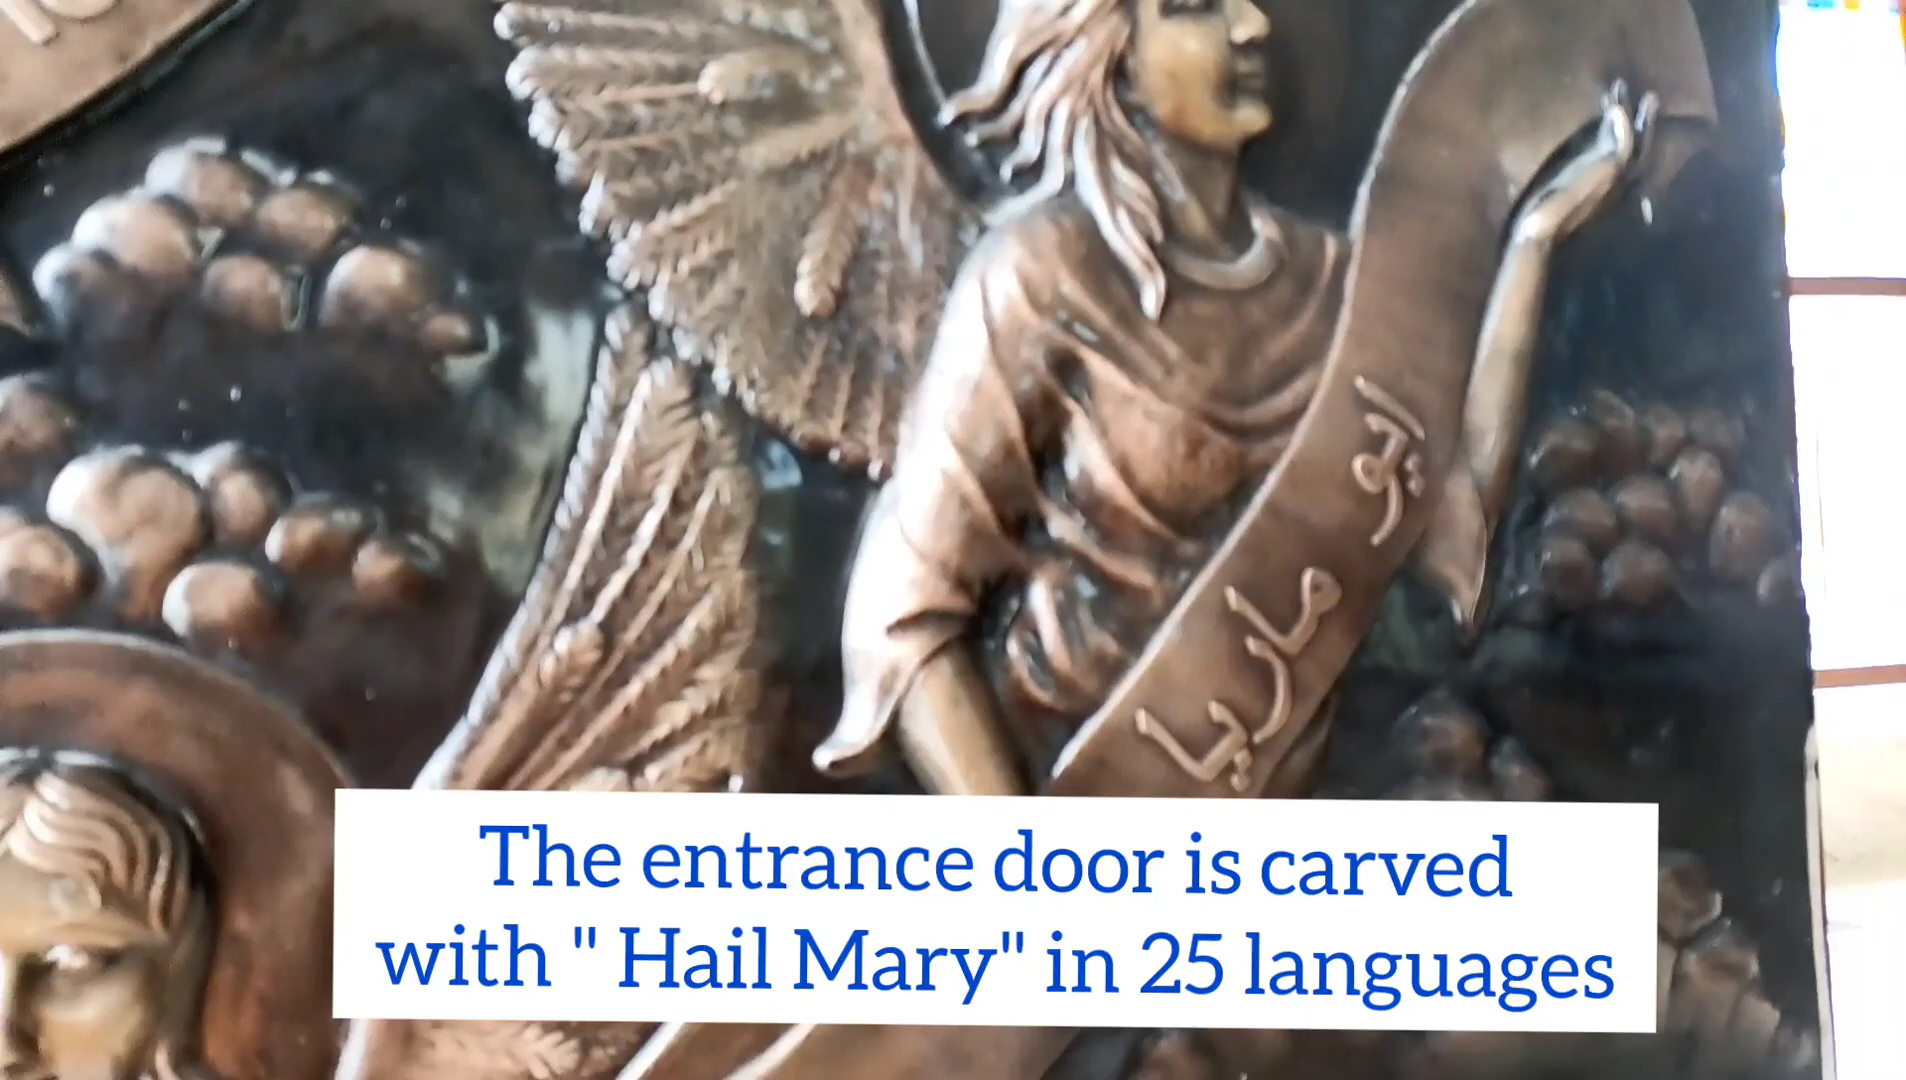 ايو
ماريا
The entrance door is carved
with " Hail Mary" in 25 languages